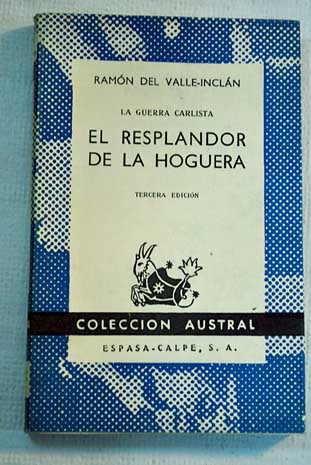 RAMÓN DEL VALLE-INCLÁN
LA GUERRA CARLISTA
EL RESPLANDOR
DE LA HOGUERA
TERCERA EDICIÓN
COLECCION AUSTRAL
ESPASA-CALPE, S. A.